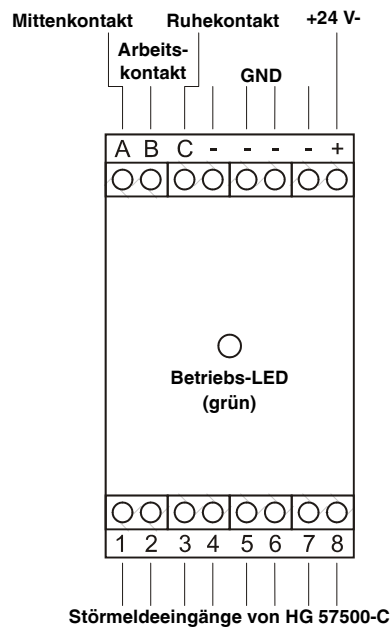 Mittenkontakt Ruhekontakt +24 V-
Arbeits-
kontakt GND
A B C - - - - +
Betriebs-LED
(grün)
1 2 3 4 5 6 7 8
Störmeldeeingänge von HG 57500-C